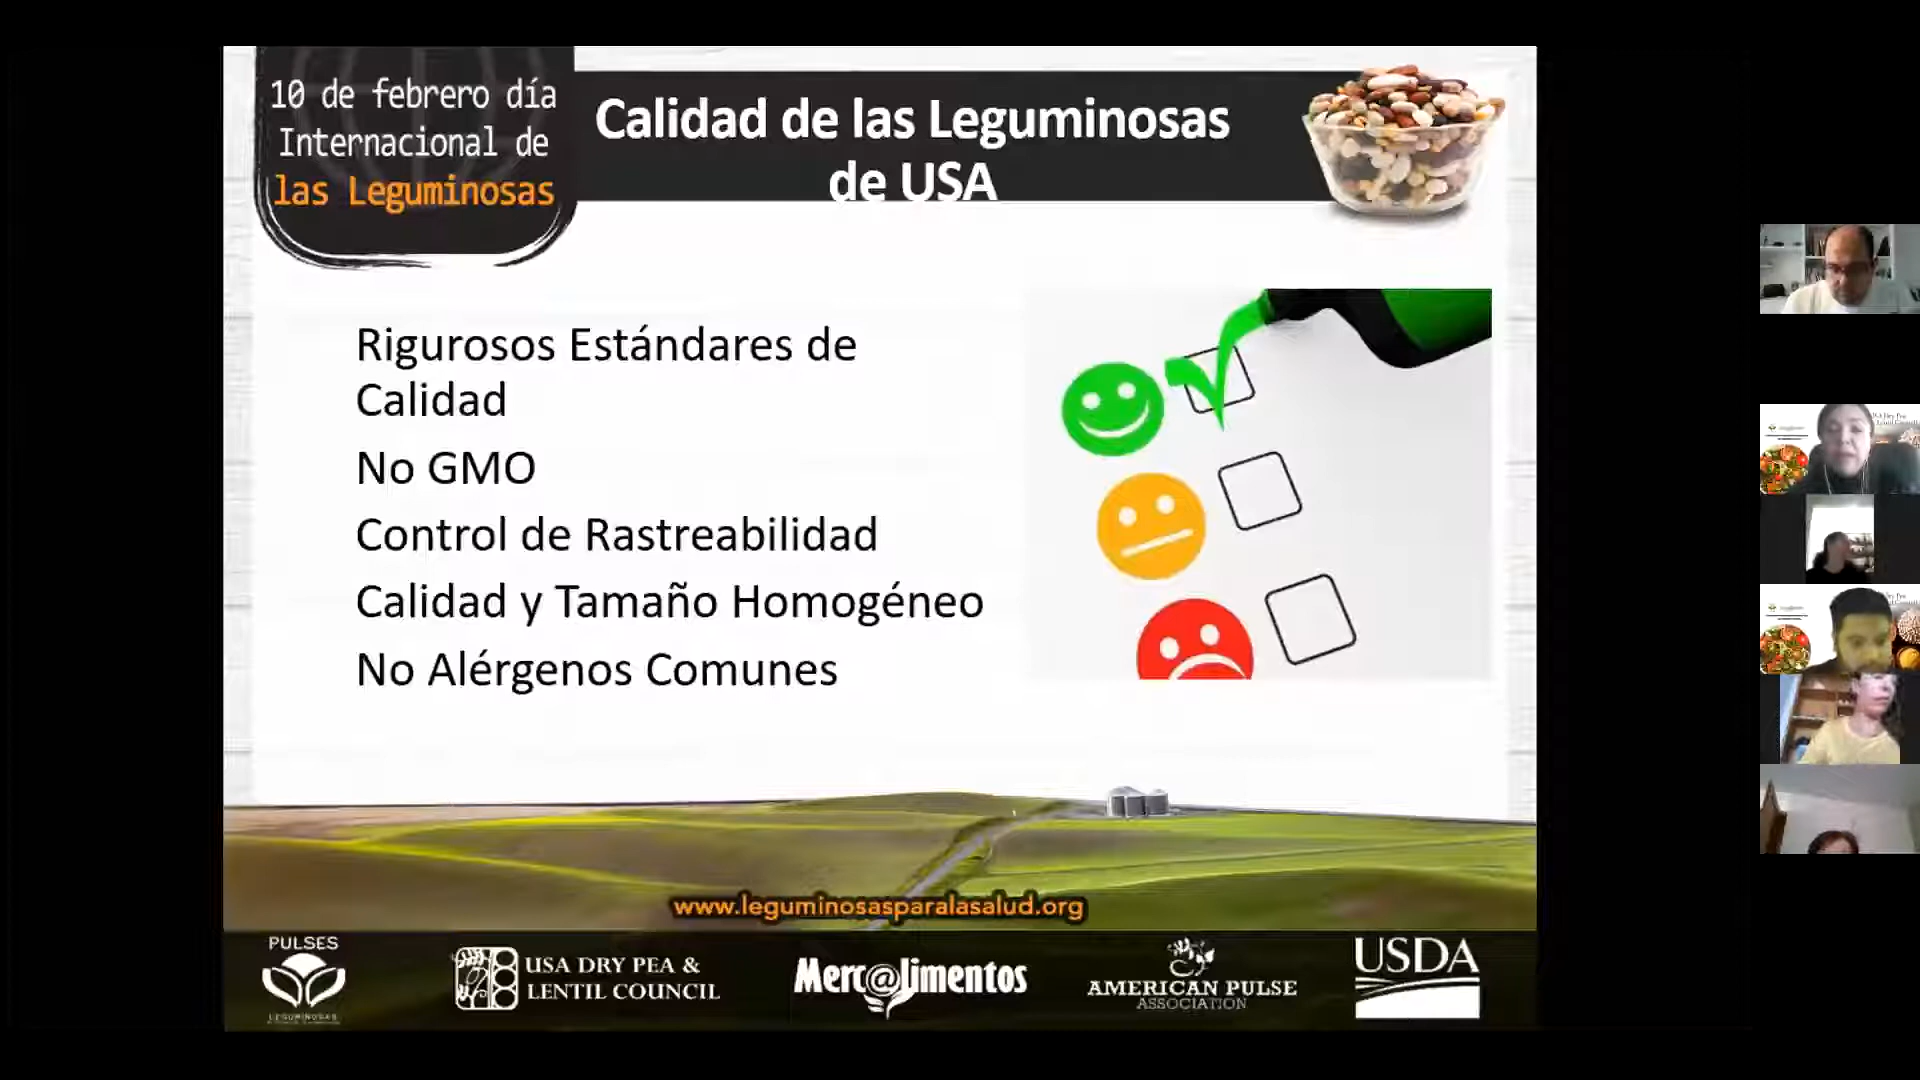 10 de febrero día
Internacional de
las Leguminosas
Calidad de las Leguminosas
de USA
Rigurosos Estándares de
Calidad
No GMO
Control de Rastreabilidad
Calidad y Tamaño Homogéneo
No Alérgenos Comunes
www.leguminosasparalasalud.org
PULSES
LEGUMINOSAS
USA DRY PEA &
LENTIL COUNCIL
Merc@limentos
AMERICAN PULSE
ASSOCIATION
USDA